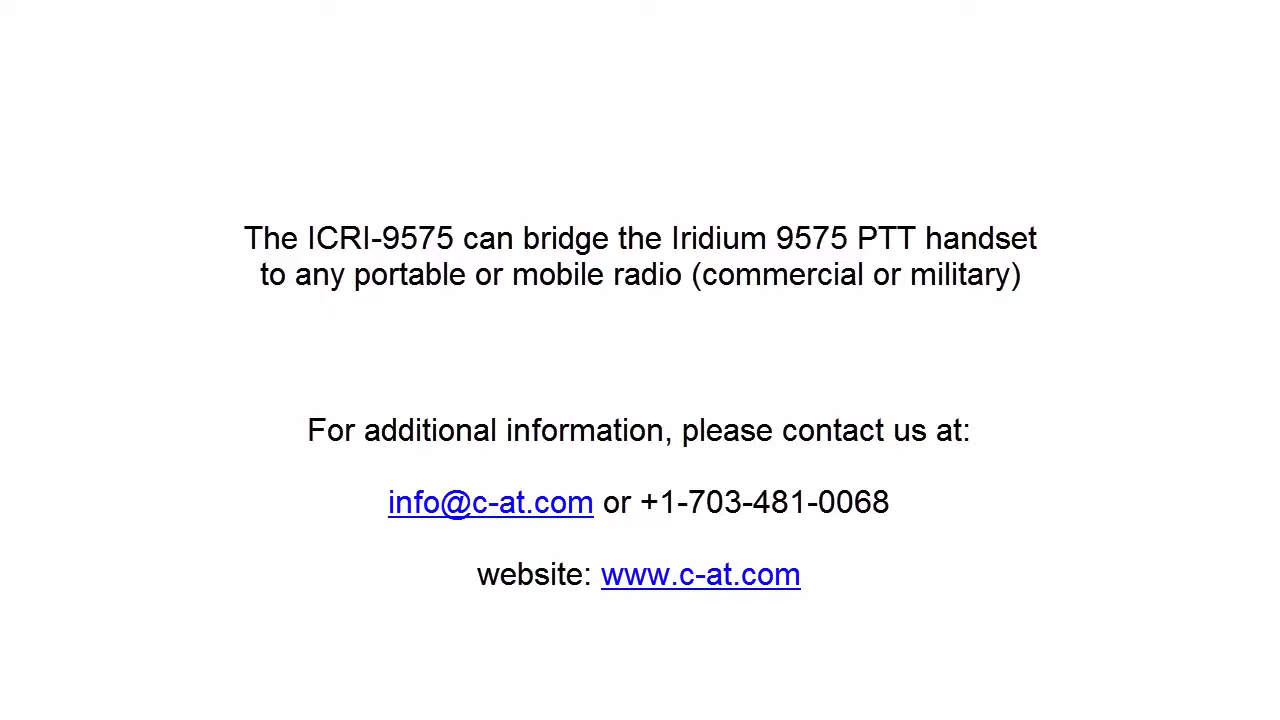 The ICRI-9575 can bridge the Iridium 9575 PTT handset
to any portable or mobile radio (commercial or military)
For additional information, please contact us at:
info@c-at.com or +1-703-481-0068
website: www.c-at.com